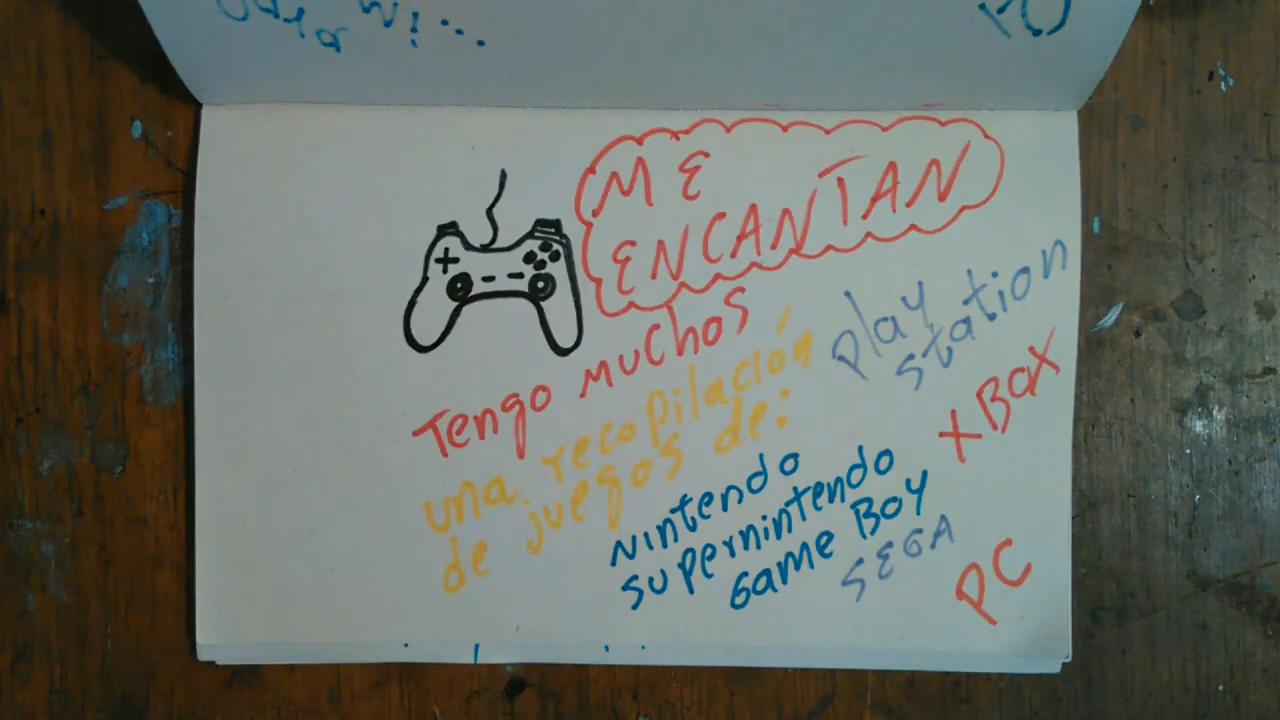 ME
ENCANTAN
Tengo muchos
una recopilación
de juegos de:
Nintendo
supernintendo
Game Boy
SEGA
play
station
XBOX
PC